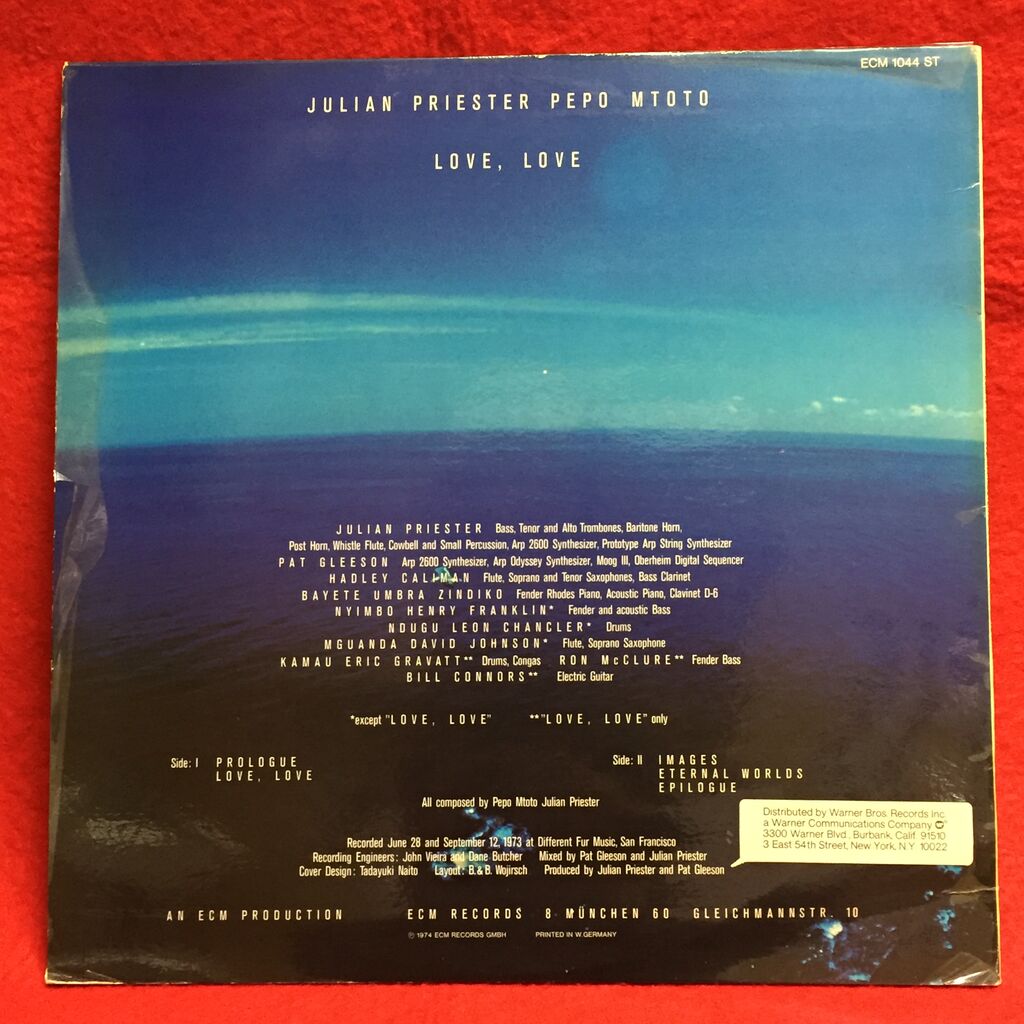 ECM 1044 ST
JULIAN PRIESTER PEPO MTOTO
LOVE, LOVE
JULIAN PRIESTER Bass, Tenor and Alto Trombones, Baritone Horn,
Post Horn, Whistle Flute, Cowbell and Small Percussion, Arp 2600 Synthesizer, Prototype Arp String Synthesizer
PAT GLEESON Arp 2600 Synthesizer, Arp Odyssey Synthesizer, Moog III, Oberheim Digital Sequencer
HADLEY CALIMAN Flute, Soprano and Tenor Saxophones, Bass Clarinet
BAYETE UMBRA ZINDIKO Fender Rhodes Piano, Acoustic Piano, Clavinet D-6
NYIMBO HENRY FRANKLIN* Fender and acoustic Bass
NDUGU LEON CHANCLER* Drums
MGUANDA DAVID JOHNSON* Flute, Soprano Saxophone
KAMAU ERIC GRAVATT** Drums, Congas RON McCLURE** Fender Bass
BILL CONNORS** Electric Guitar
*except "LOVE, LOVE" **"LOVE, LOVE" only
Side: I PROLOGUE
LOVE, LOVE
Side: II IMAGES
ETERNAL WORLDS
EPILOGUE
All composed by Pepo Mtoto Julian Priester
Distributed by Warner Bros. Records Inc.
a Warner Communications Company
3300 Warner Blvd., Burbank, Calif. 91510
3 East 54th Street, New York, N.Y. 10022
Recorded June 28 and September 12, 1973 at Different Fur Music, San Francisco
Recording Engineers: John Vieira and Dane Butcher Mixed by Pat Gleeson and Julian Priester
Cover Design: Tadayuki Naito Layout: B.&B. Wojirsch Produced by Julian Priester and Pat Gleeson
AN ECM PRODUCTION ECM RECORDS 8 MÜNCHEN 60 GLEICHMANNSTR. 10
℗ 1974 ECM RECORDS GMBH PRINTED IN W. GERMANY